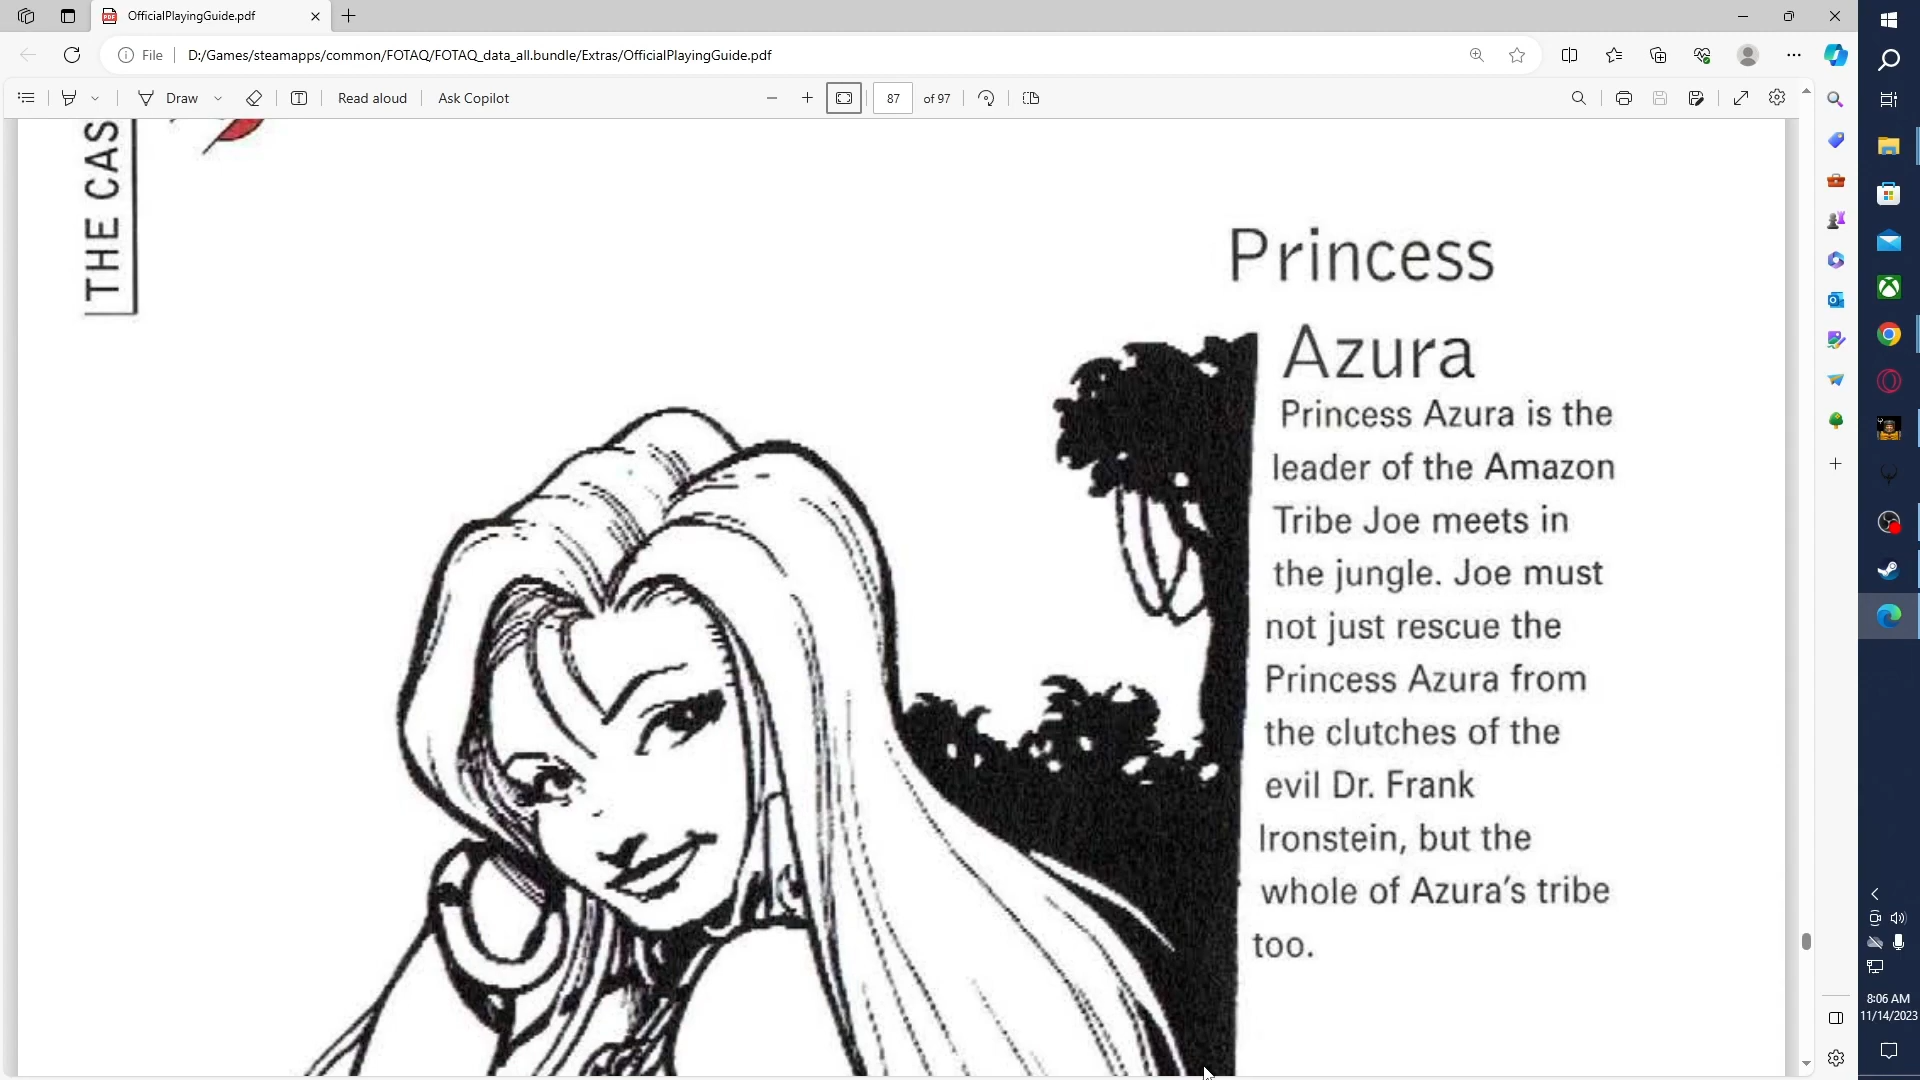 OfficialPlayingGuide.pdf
File
D:/Games/steamapps/common/FOTAQ/FOTAQ_data_all.bundle/Extras/OfficialPlayingGuide.pdf
Draw
Read aloud
Ask Copilot
87
of 97
THE CAS
Princess
Azura
Princess Azura is the
leader of the Amazon
Tribe Joe meets in
the jungle. Joe must
not just rescue the
Princess Azura from
the clutches of the
evil Dr. Frank
Ironstein, but the
whole of Azura's tribe
too.
8:06 AM
11/14/2023